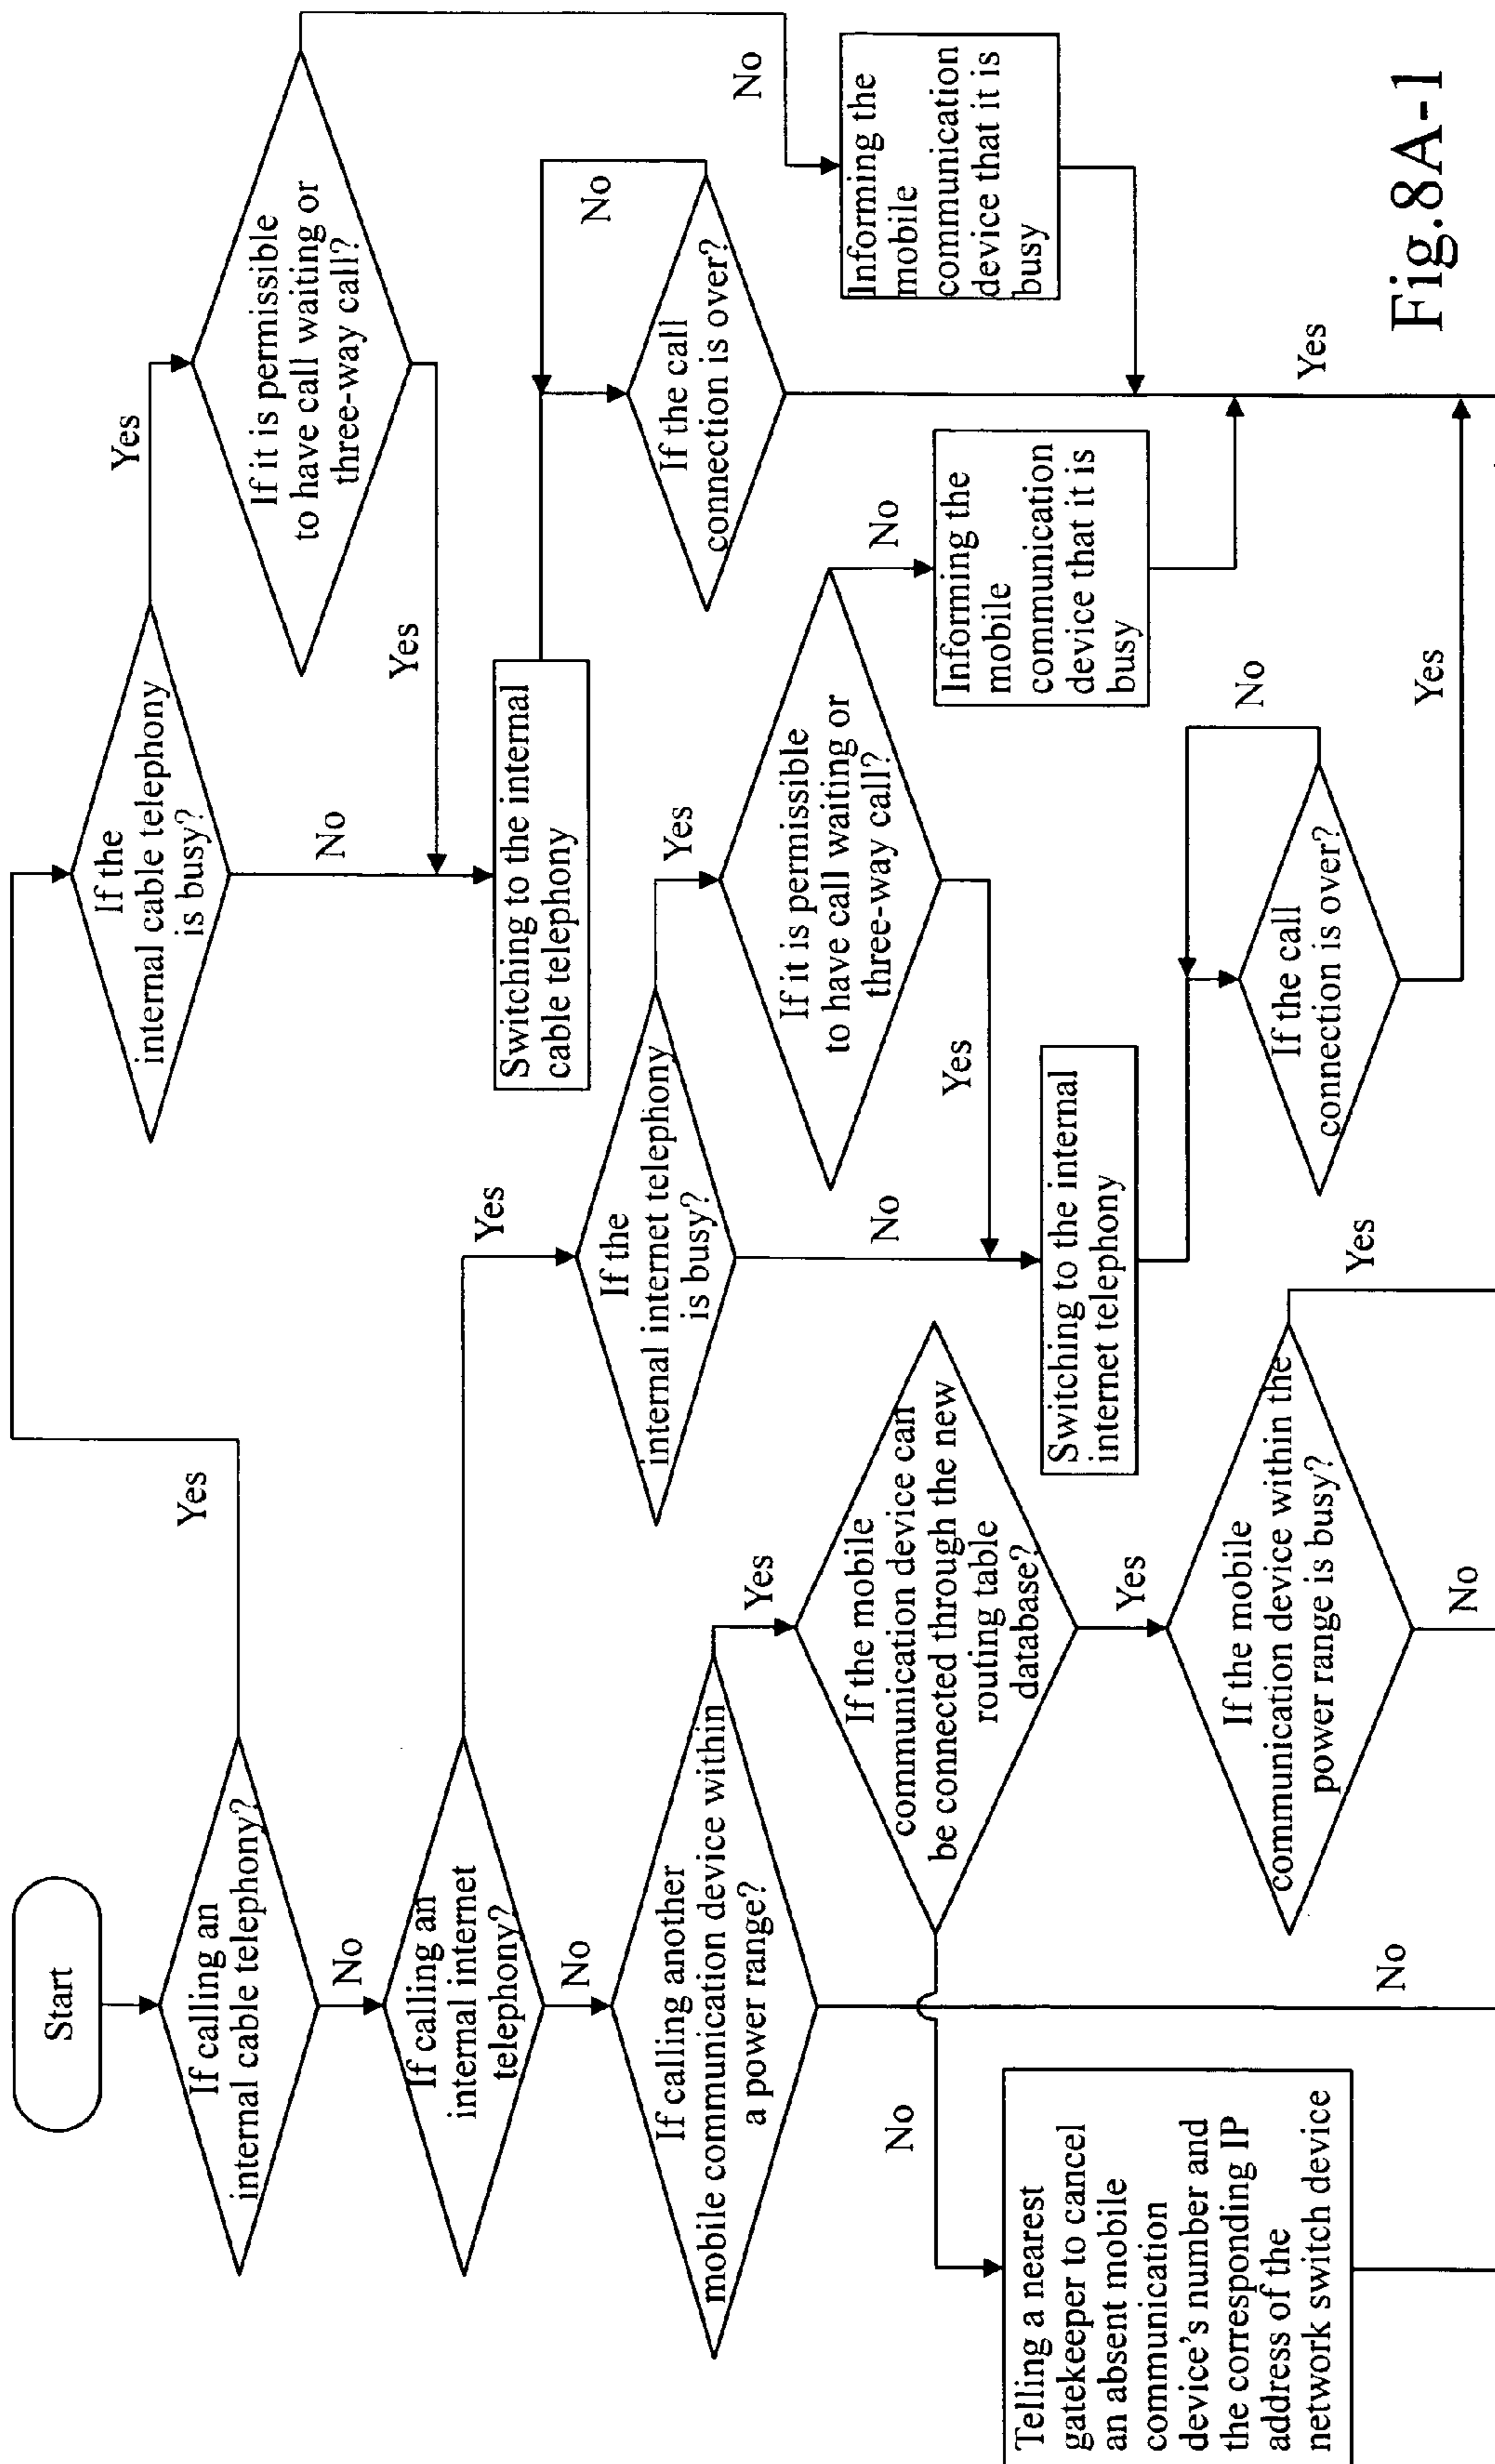 Start
If calling an
internal cable telephony?
Yes
No
If the
internal cable telephony
is busy?
Yes
No
If it is permissible
to have call waiting or
three-way call?
Yes
No
Switching to the internal
cable telephony
If the call
connection is over?
No
Yes
Informing the
mobile
communication
device that it is
busy
If calling an
internal internet
telephony?
Yes
No
If the
internal internet telephony
is busy?
Yes
No
If it is permissible
to have call waiting or
three-way call?
Yes
No
Informing the
mobile
communication
device that it is
busy
Switching to the internal
internet telephony
If the call
connection is over?
No
Yes
If calling another
mobile communication device within
a power range?
Yes
No
If the mobile
communication device can
be connected through the new
routing table
database?
No
Yes
Telling a nearest
gatekeeper to cancel
an absent mobile
communication
device's number and
the corresponding IP
address of the
network switch device
If the mobile
communication device within the
power range is busy?
Yes
No
Fig.8A-1